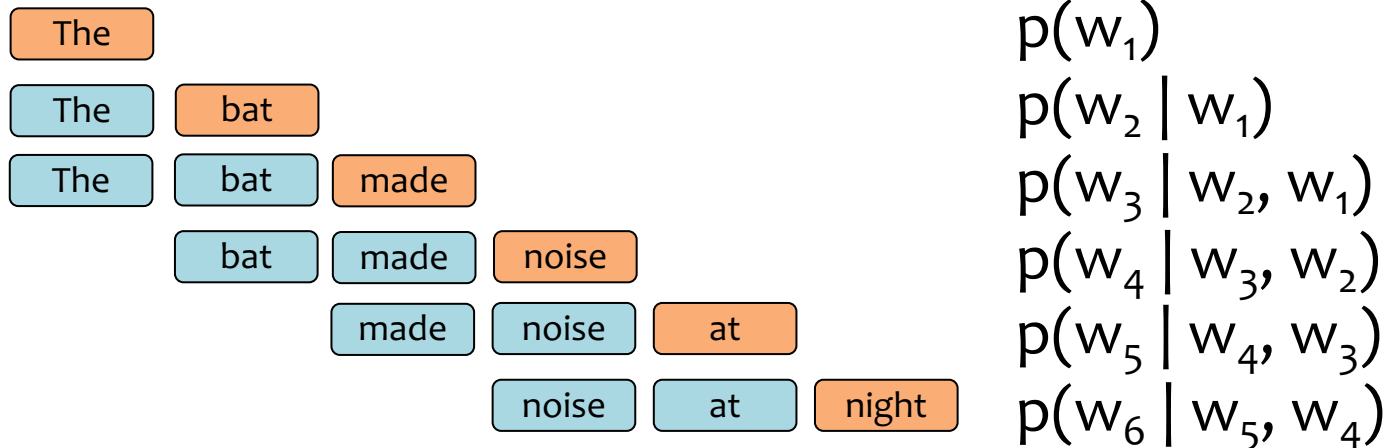 The p(w₁)
The bat p(w₂ | w₁)
The bat made p(w₃ | w₂, w₁)
bat made noise p(w₄ | w₃, w₂)
made noise at p(w₅ | w₄, w₃)
noise at night p(w₆ | w₅, w₄)